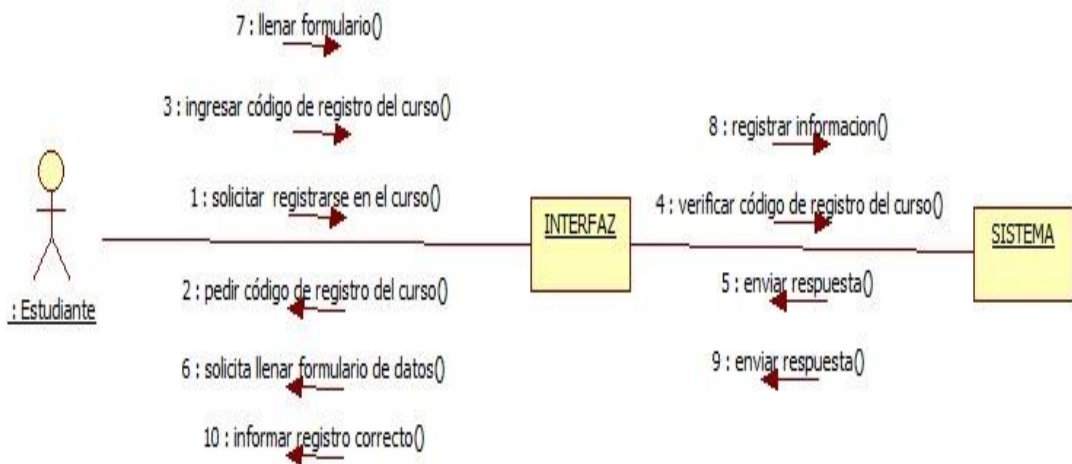 7 : llenar formulario()
3 : ingresar código de registro del curso()
8 : registrar informacion()
1 : solicitar registrarse en el curso()
4 : verificar código de registro del curso()
INTERFAZ
SISTEMA
: Estudiante
2 : pedir código de registro del curso()
5 : enviar respuesta()
6 : solicita llenar formulario de datos()
9 : enviar respuesta()
10 : informar registro correcto()